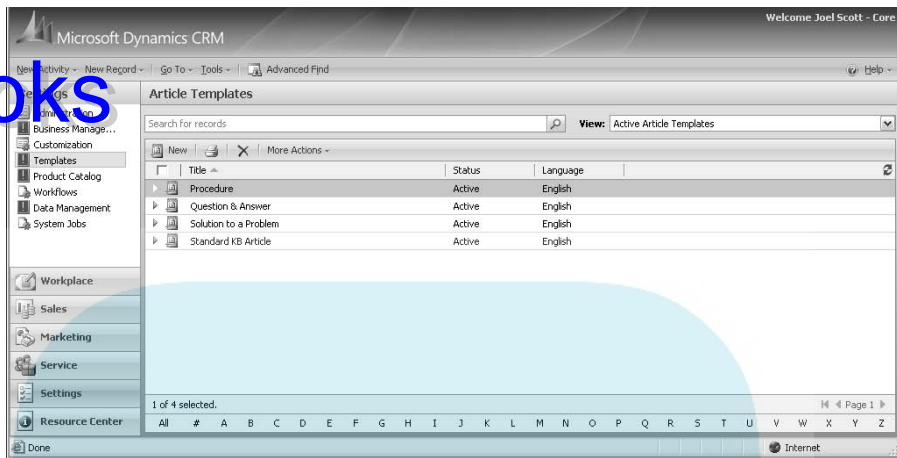 Welcome Joel Scott - Core
Microsoft Dynamics CRM
New Activity - New Record - Go To - Tools - Advanced Find Help -
oks
Settings Article Templates
Administration
Search for records View: Active Article Templates
Business Manage...
Customization
New More Actions -
Templates
Title Status Language
Product Catalog
Procedure Active English
Workflows
Question & Answer Active English
Data Management
Solution to a Problem Active English
System Jobs
Standard KB Article Active English
Workplace
Sales
Marketing
Service
Settings
1 of 4 selected. Page 1
Resource Center
All # A B C D E F G H I J K L M N O P Q R S T U V W X Y Z
Done Internet